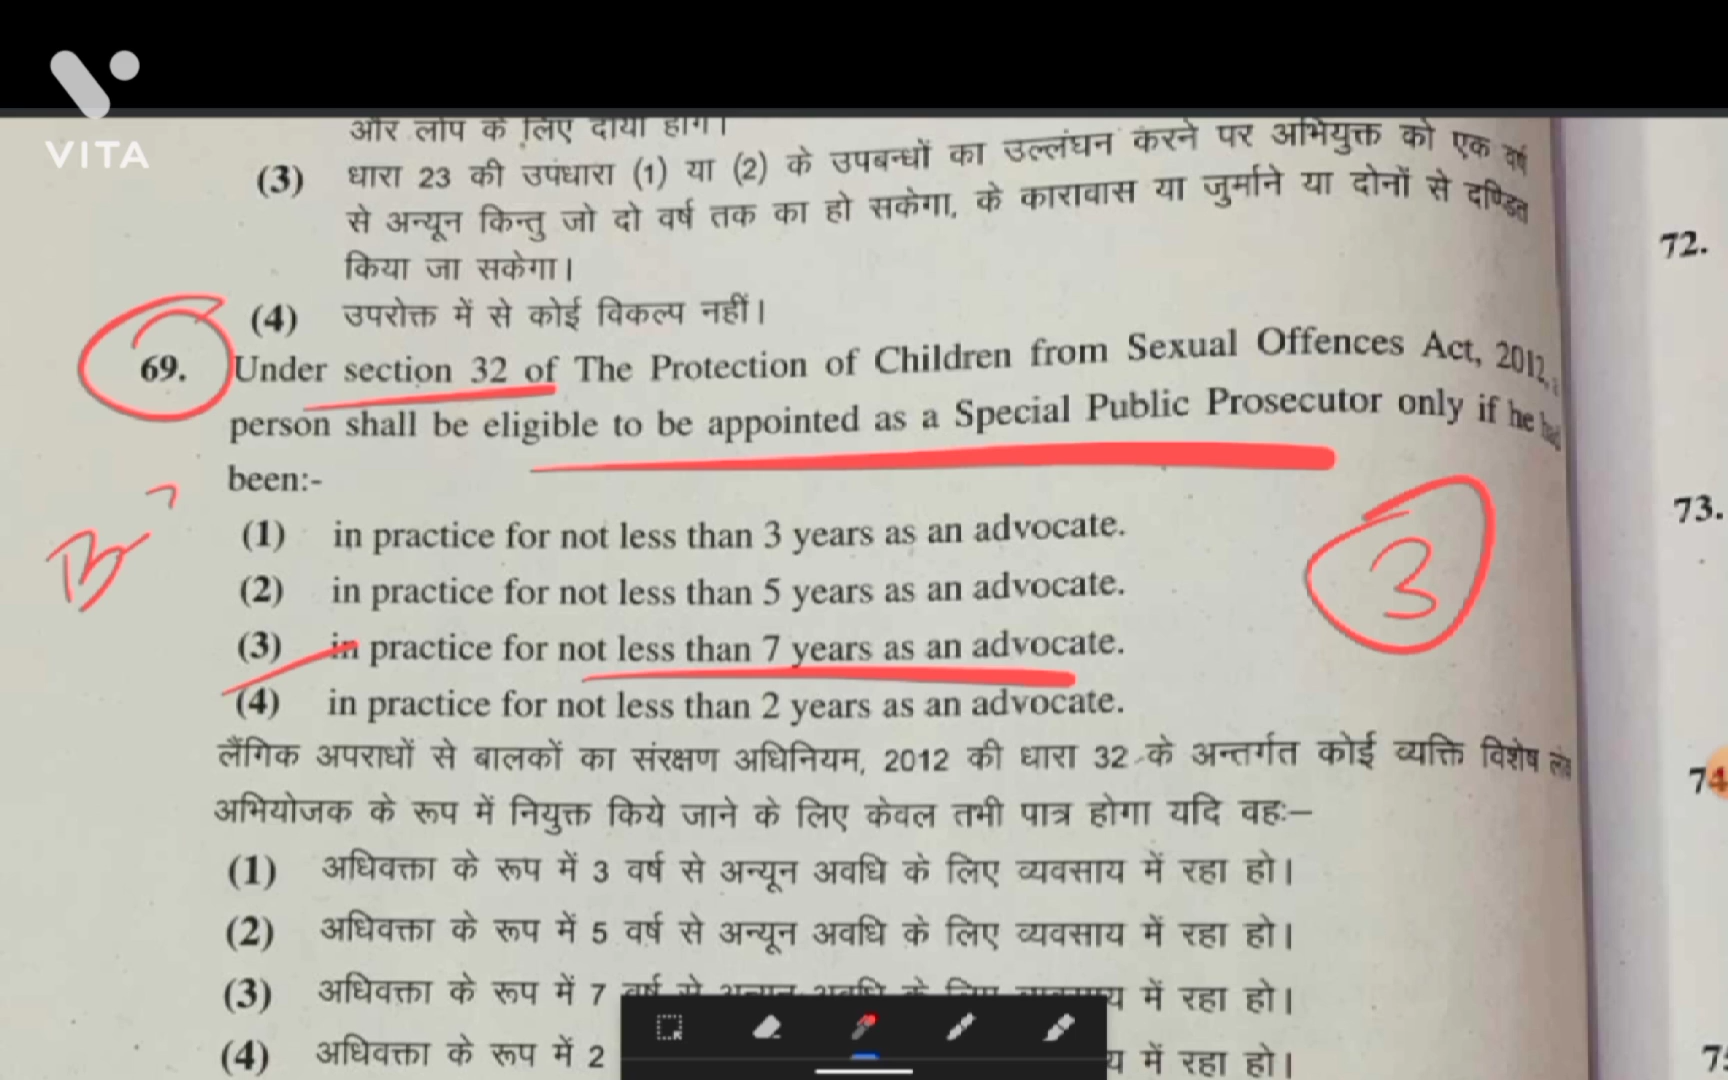 VITA
और लोप के लिए दायी होंगे।
(3) धारा 23 की उपधारा (1) या (2) के उपबन्धों का उल्लंघन करने पर अभियुक्त को एक वर्ष
से अन्यून किन्तु जो दो वर्ष तक का हो सकेगा, के कारावास या जुर्माने या दोनों से दण्डित
किया जा सकेगा।
(4) उपरोक्त में से कोई विकल्प नहीं।
69. Under section 32 of The Protection of Children from Sexual Offences Act, 2012,
person shall be eligible to be appointed as a Special Public Prosecutor only if he had
been:-
(1) in practice for not less than 3 years as an advocate.
(2) in practice for not less than 5 years as an advocate.
(3) in practice for not less than 7 years as an advocate.
(4) in practice for not less than 2 years as an advocate.
3
लैंगिक अपराधों से बालकों का संरक्षण अधिनियम, 2012 की धारा 32 के अन्तर्गत कोई व्यक्ति विशेष
अभियोजक के रूप में नियुक्त किये जाने के लिए केवल तभी पात्र होगा यदि वहः–
(1) अधिवक्ता के रूप में 3 वर्ष से अन्यून अवधि के लिए व्यवसाय में रहा हो।
(2) अधिवक्ता के रूप में 5 वर्ष से अन्यून अवधि के लिए व्यवसाय में रहा हो।
(3) अधिवक्ता के रूप में 7 वर्ष से अन्यून अवधि के लिए व्यवसाय में रहा हो।
(4) अधिवक्ता के रूप में 2 में रहा हो।
72.
73.
74